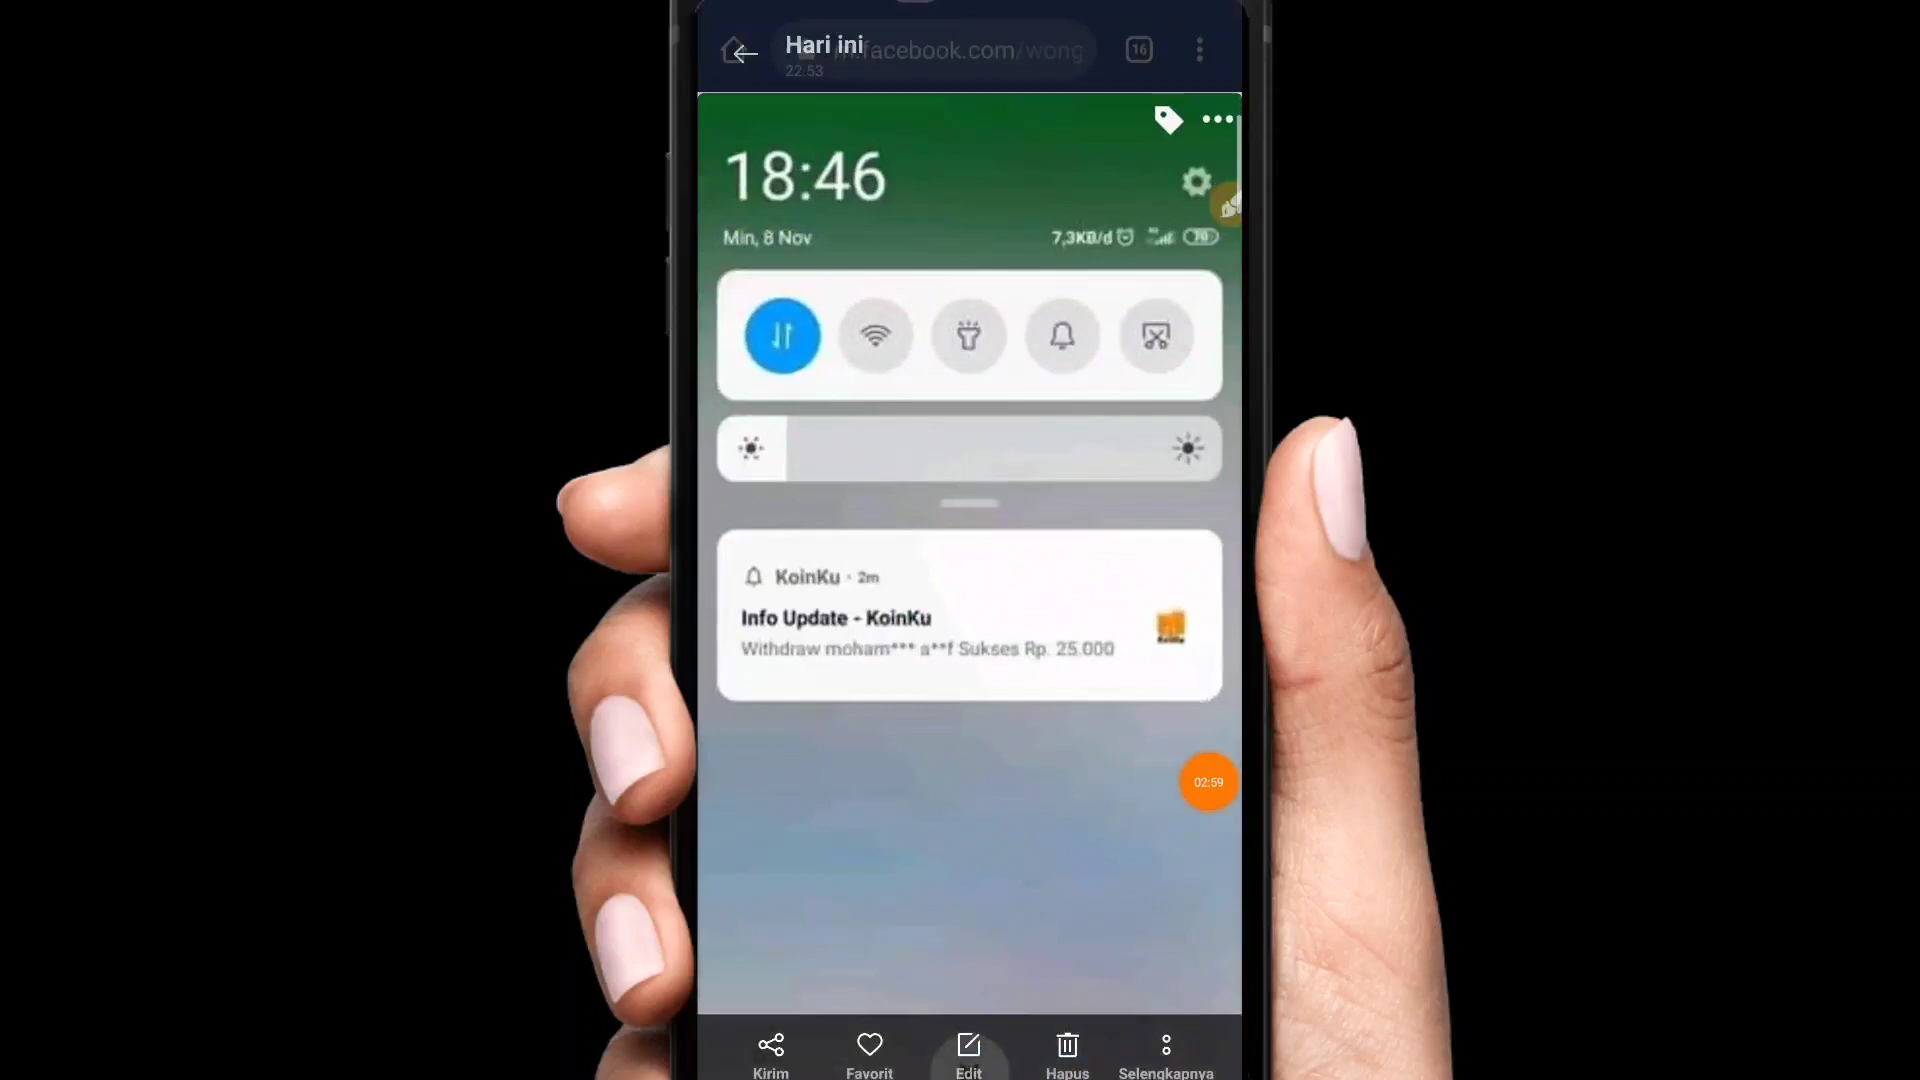 Hari ini
m.facebook.com/wong
16
22.53
18:46
Min, 8 Nov
7,3KB/d
70
KoinKu · 2m
Info Update - KoinKu
Withdraw moham*** a**f Sukses Rp. 25.000
02:59
Kirim
Favorit
Edit
Hapus
Selengkapnya